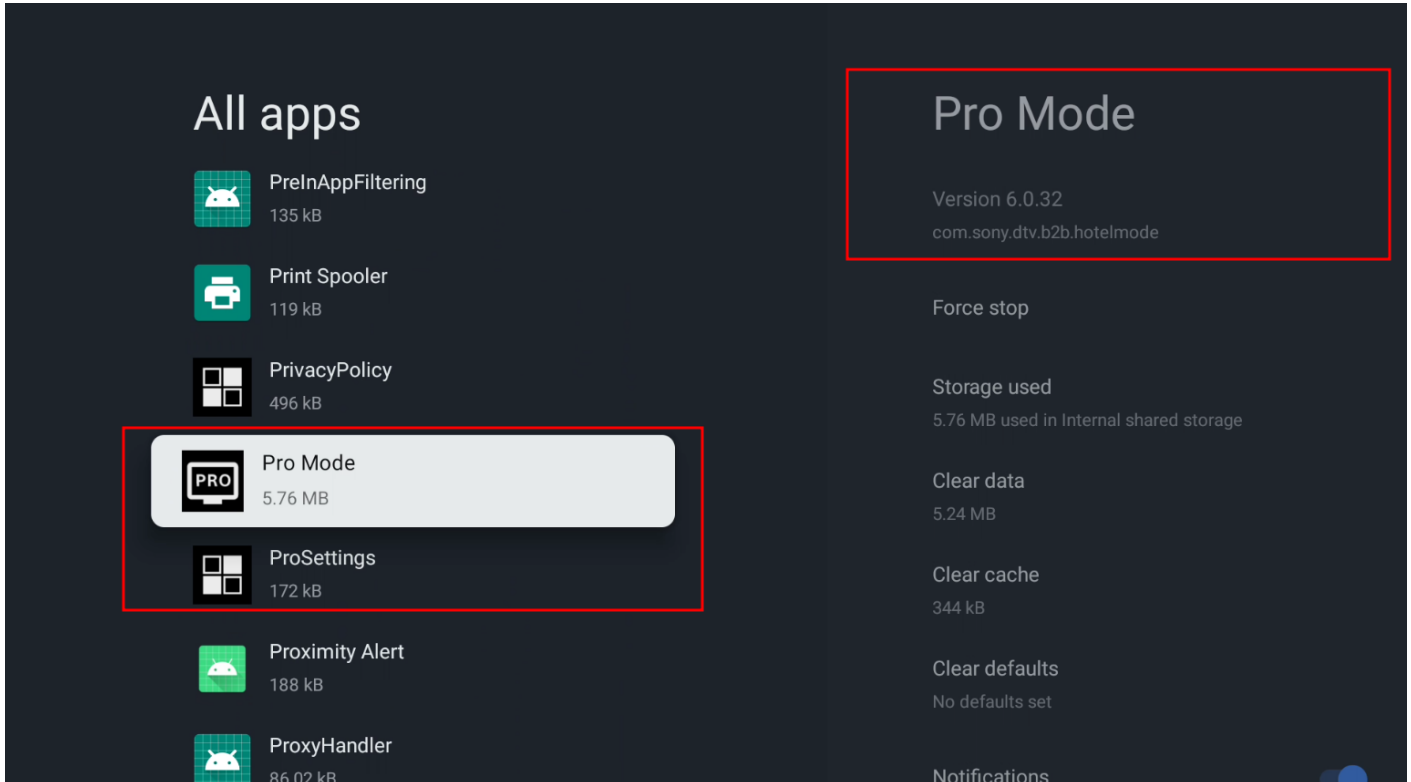 All apps
PreInAppFiltering
135 kB
Print Spooler
119 kB
PrivacyPolicy
496 kB
PRO
Pro Mode
5.76 MB
ProSettings
172 kB
Proximity Alert
188 kB
ProxyHandler
86.02 kB
Pro Mode
Version 6.0.32
com.sony.dtv.b2b.hotelmode
Force stop
Storage used
5.76 MB used in Internal shared storage
Clear data
5.24 MB
Clear cache
344 kB
Clear defaults
No defaults set
Notifications